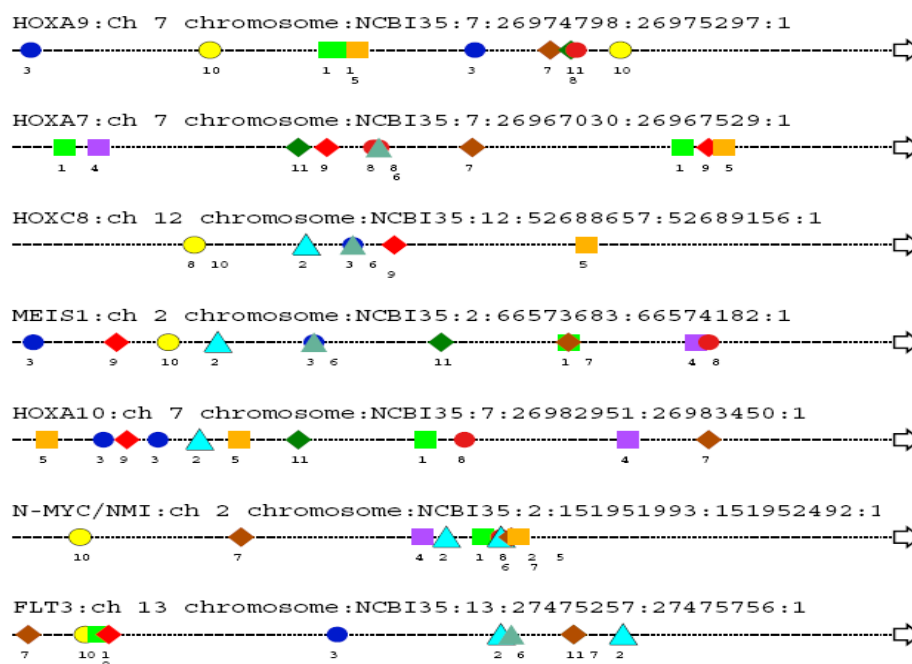 HOXA9:Ch 7 chromosome:NCBI35:7:26974798:26975297:1
3 10 1 1 3 7 11 10
5 8
HOXA7:ch 7 chromosome:NCBI35:7:26967030:26967529:1
1 4 11 9 8 8 7 1 9 5
6
HOXC8:ch 12 chromosome:NCBI35:12:52688657:52689156:1
8 10 2 3 6 5
9
MEIS1:ch 2 chromosome:NCBI35:2:66573683:66574182:1
3 9 10 2 3 6 11 1 7 4 8
HOXA10:ch 7 chromosome:NCBI35:7:26982951:26983450:1
5 3 9 3 2 5 11 1 8 4 7
N-MYC/NMI:ch 2 chromosome:NCBI35:2:151951993:151952492:1
10 7 4 2 1 8 2 5
6 7
FLT3:ch 13 chromosome:NCBI35:13:27475257:27475756:1
7 10 1 3 2 6 11 7 2